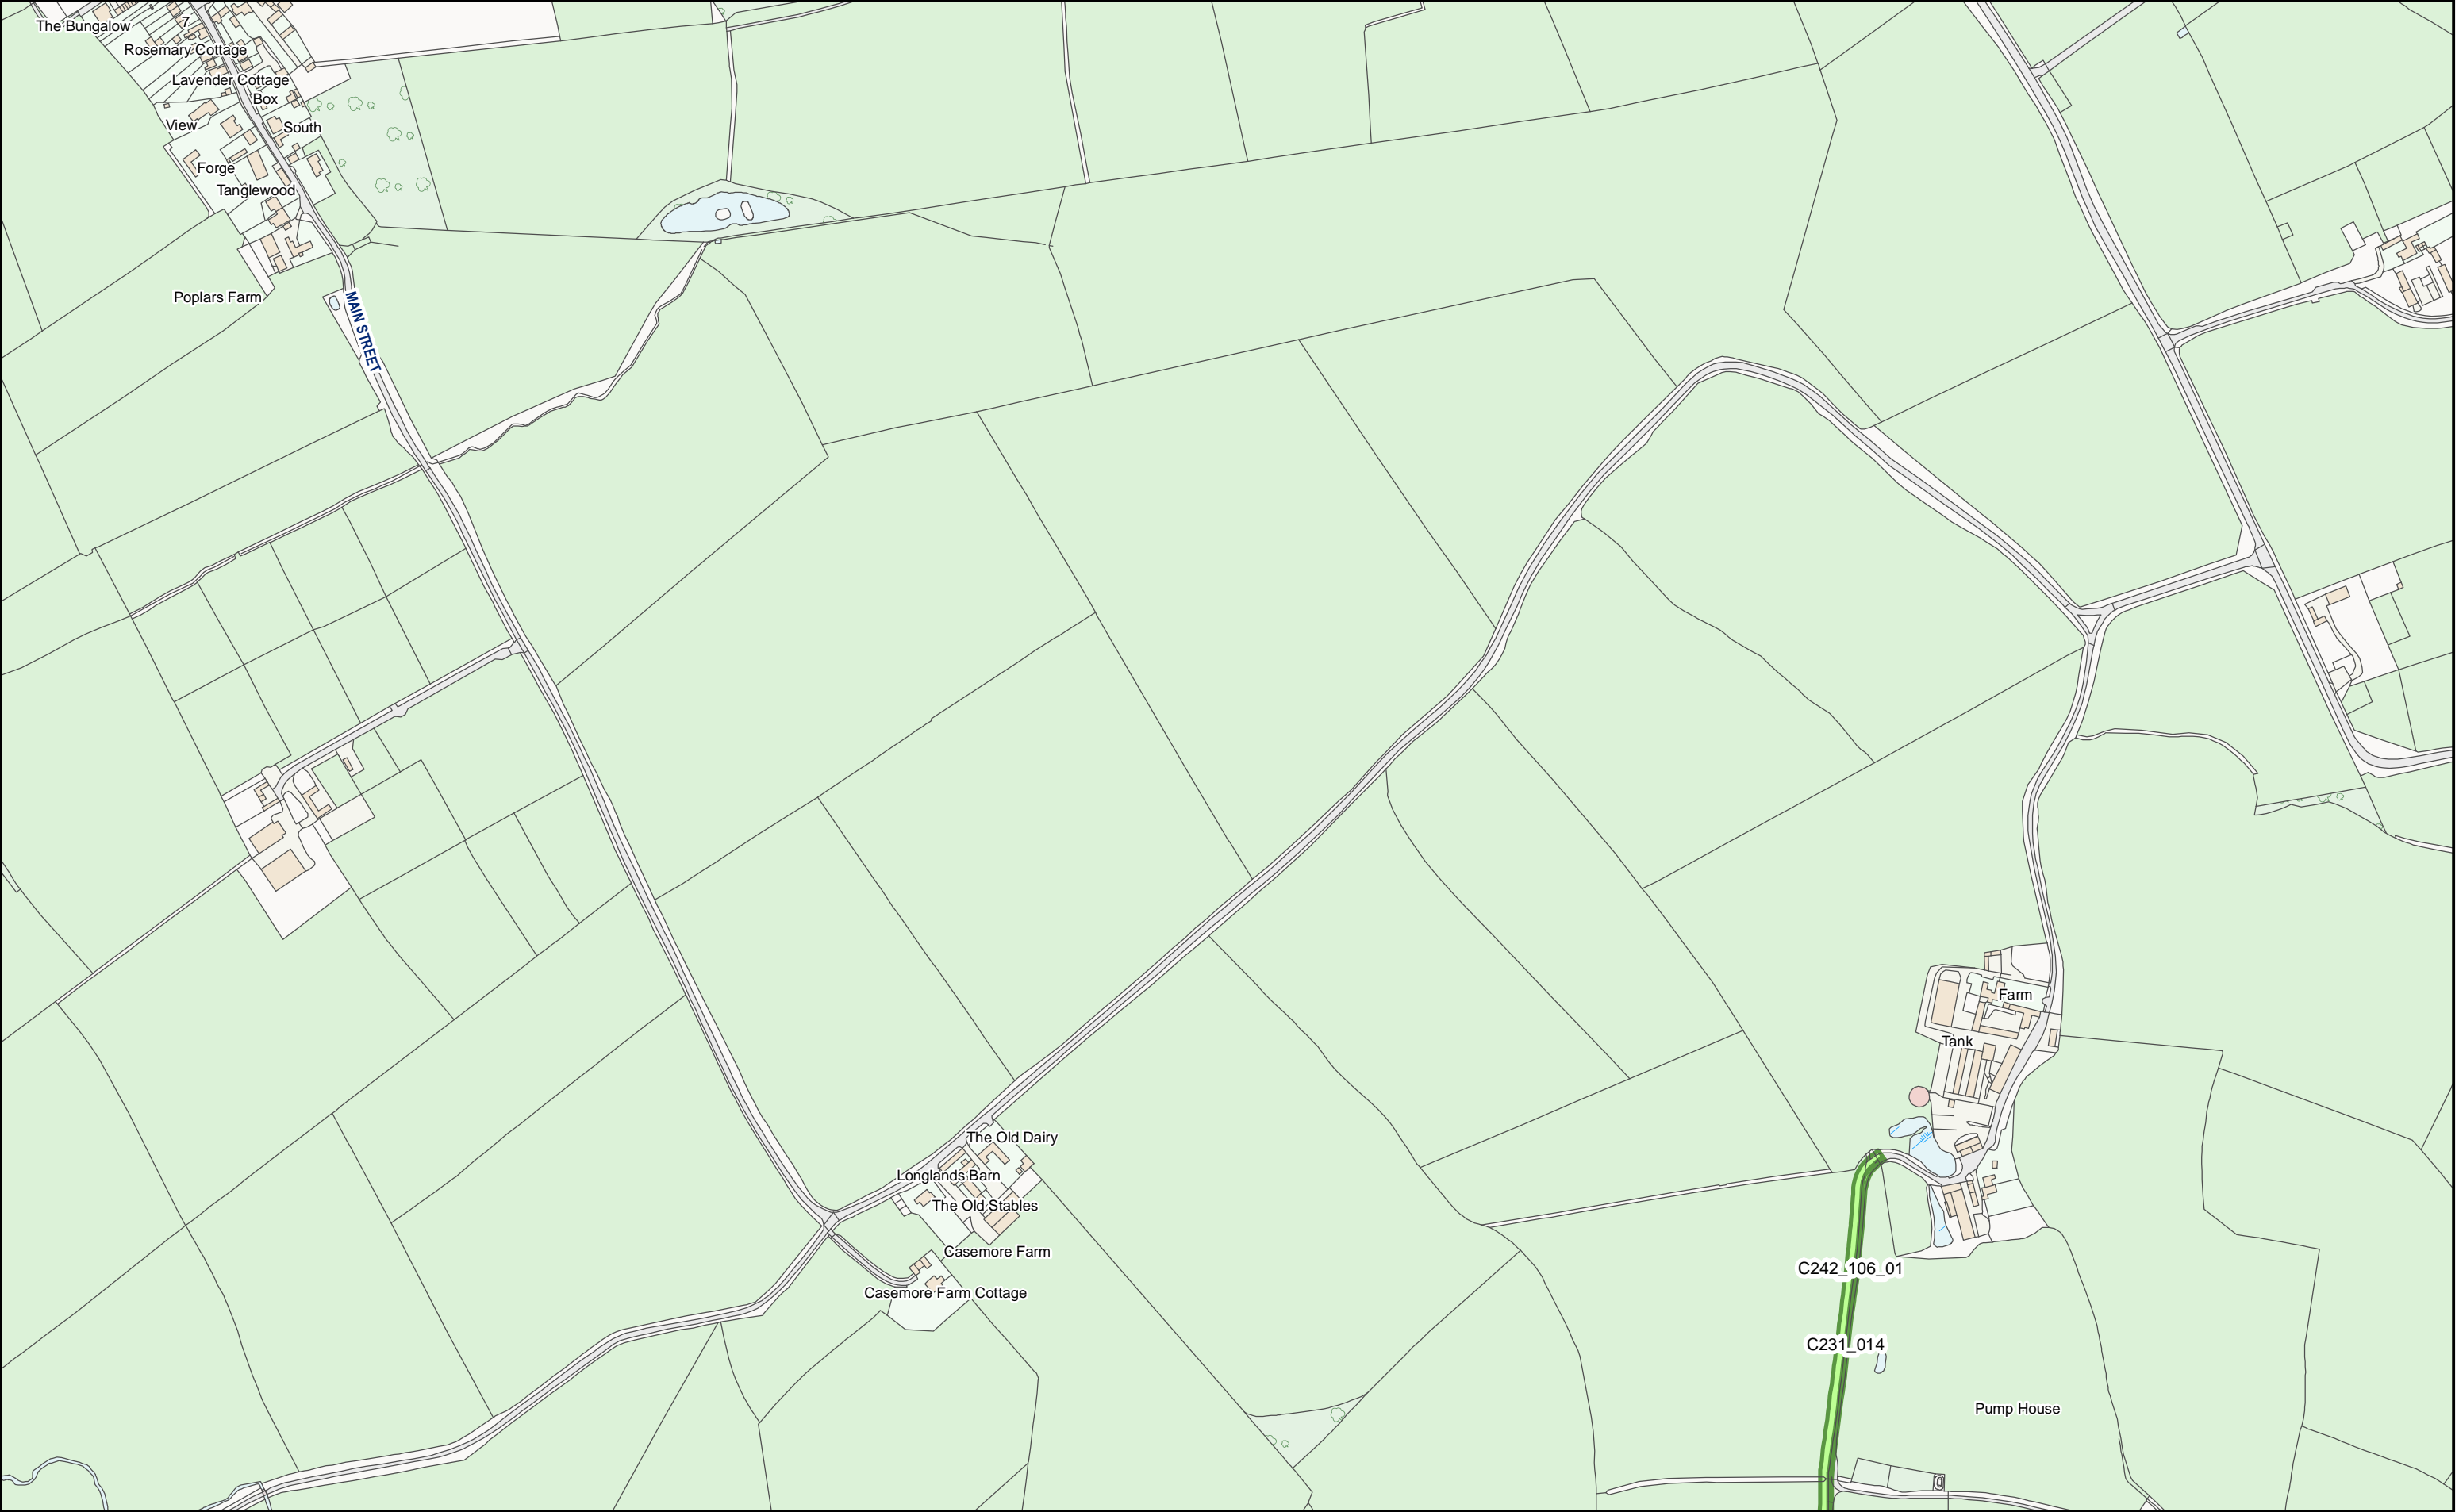 The Bungalow
7
Rosemary Cottage
Lavender Cottage
Box
View
South
Forge
Tanglewood
Poplars Farm
MAIN STREET
Farm
Tank
The Old Dairy
Longlands Barn
The Old Stables
Casemore Farm
Casemore Farm Cottage
C242_106_01
C231_014
Pump House